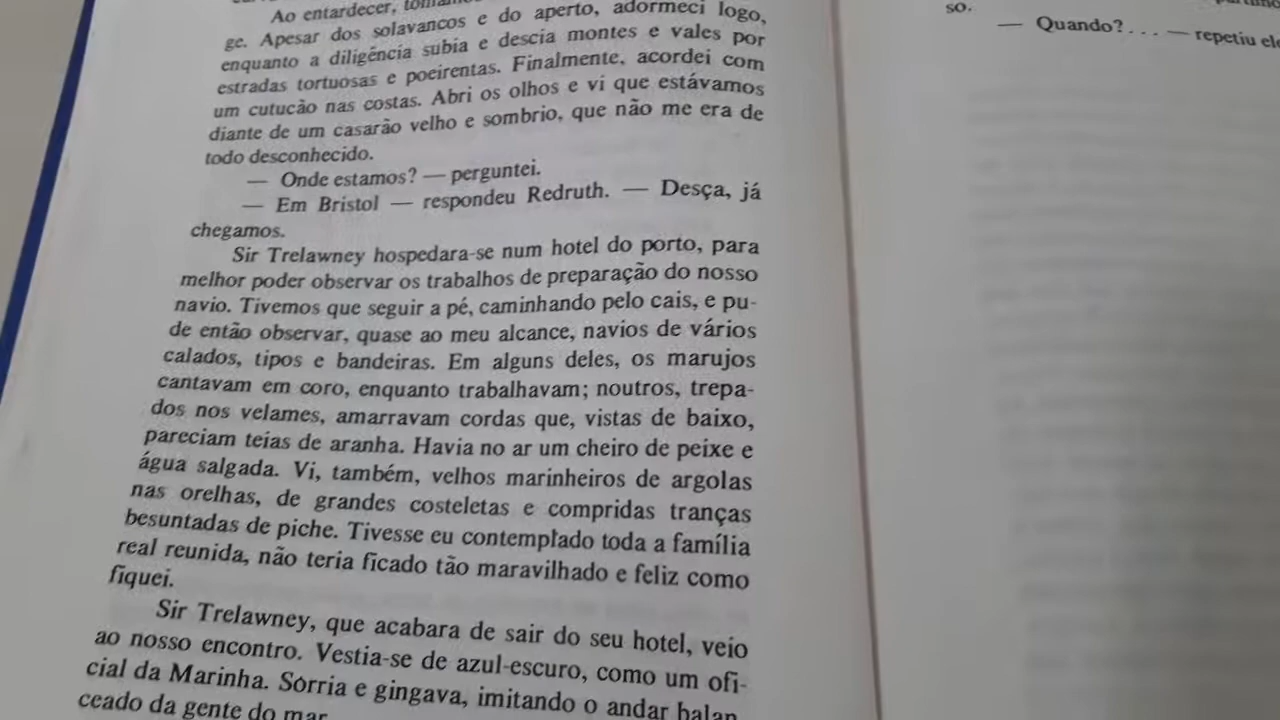 Ao entardecer,
ge. Apesar dos solavancos e do aperto, adormeci logo,
enquanto a diligência subia e descia montes e vales por
estradas tortuosas e poeirentas. Finalmente, acordei com
um cutucão nas costas. Abri os olhos e vi que estávamos
diante de um casarão velho e sombrio, que não me era de
todo desconhecido.
— Onde estamos? — perguntei.
— Em Bristol — respondeu Redruth. — Desça, já
chegamos.
Sir Trelawney hospedara-se num hotel do porto, para
melhor poder observar os trabalhos de preparação do nosso
navio. Tivemos que seguir a pé, caminhando pelo cais, e pu-
de então observar, quase ao meu alcance, navios de vários
calados, tipos e bandeiras. Em alguns deles, os marujos
cantavam em coro, enquanto trabalhavam; noutros, trepa-
dos nos velames, amarravam cordas que, vistas de baixo,
pareciam teias de aranha. Havia no ar um cheiro de peixe e
água salgada. Vi, também, velhos marinheiros de argolas
nas orelhas, de grandes costeletas e compridas tranças
besuntadas de piche. Tivesse eu contemplado toda a família
real reunida, não teria ficado tão maravilhado e feliz como
fiquei.
Sir Trelawney, que acabara de sair do seu hotel, veio
ao nosso encontro. Vestia-se de azul-escuro, como um ofi-
cial da Marinha. Sorria e gingava, imitando o andar balan
ceado da gente do mar
so.
— Quando?... — repetiu ele